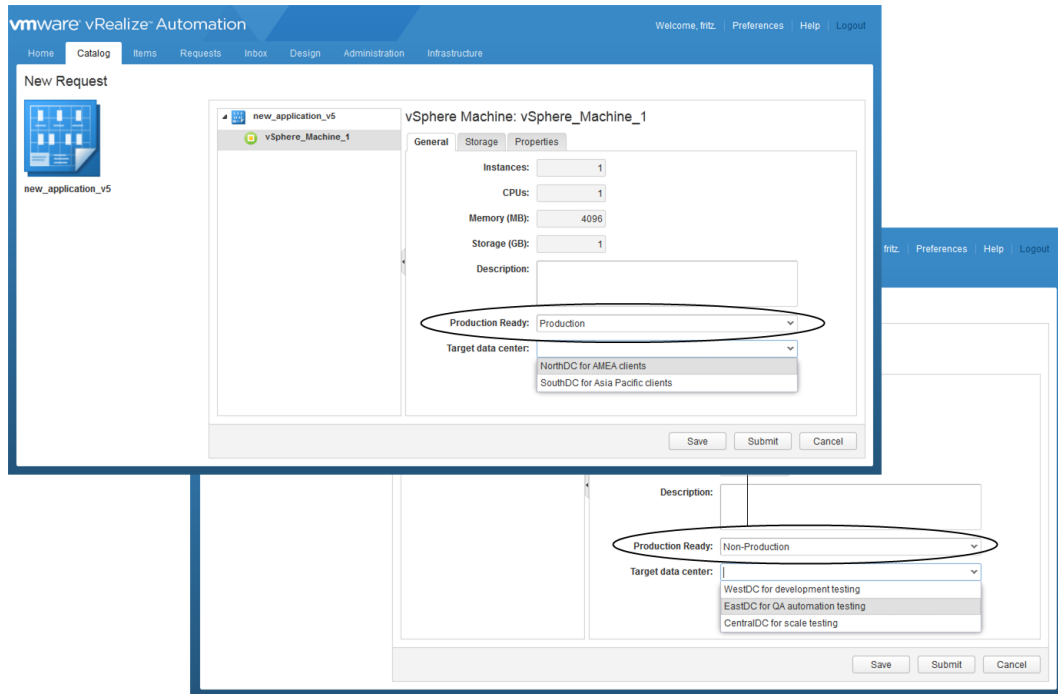 vmware vRealize Automation
Welcome, fritz. Preferences Help Logout
Home Catalog Items Requests Inbox Design Administration Infrastructure
New Request
new_application_v5
new_application_v5
vSphere_Machine_1
vSphere Machine: vSphere_Machine_1
General Storage Properties
Instances: 1
CPUs: 1
Memory (MB): 4096
Storage (GB): 1
Description:
Production Ready: Production
Target data center:
NorthDC for AMEA clients
SouthDC for Asia Pacific clients
Save Submit Cancel
fritz. Preferences Help Logout
Description:
Production Ready: Non-Production
Target data center:
WestDC for development testing
EastDC for QA automation testing
CentralDC for scale testing
Save Submit Cancel